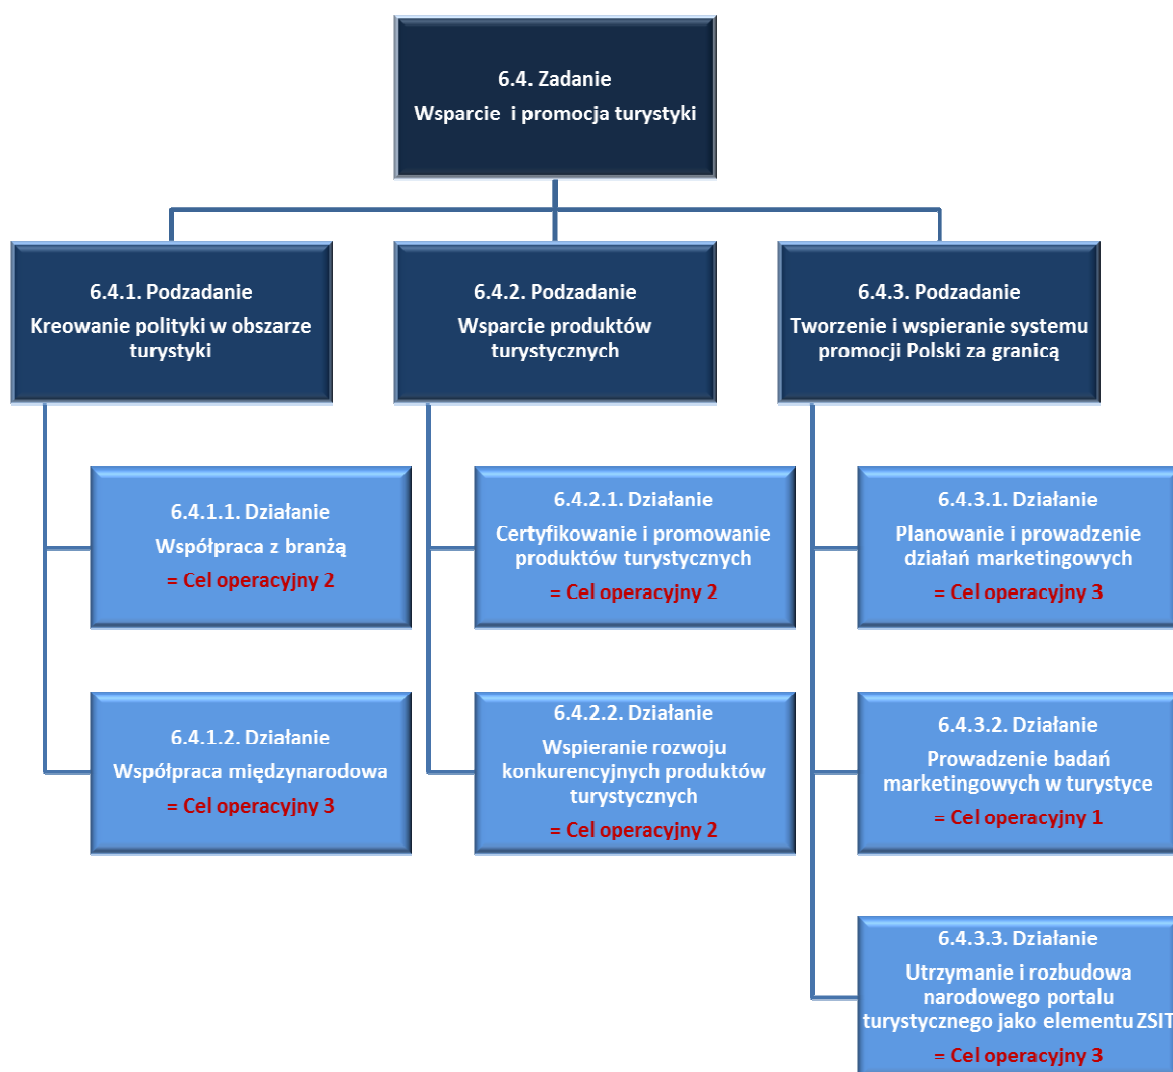 6.4. Zadanie
Wsparcie i promocja turystyki
6.4.1. Podzadanie
Kreowanie polityki w obszarze
turystyki
6.4.2. Podzadanie
Wsparcie produktów
turystycznych
6.4.3. Podzadanie
Tworzenie i wspieranie systemu
promocji Polski za granicą
6.4.1.1. Działanie
Współpraca z branżą
= Cel operacyjny 2
6.4.2.1. Działanie
Certyfikowanie i promowanie
produktów turystycznych
= Cel operacyjny 2
6.4.3.1. Działanie
Planowanie i prowadzenie
działań marketingowych
= Cel operacyjny 3
6.4.1.2. Działanie
Współpraca międzynarodowa
= Cel operacyjny 3
6.4.2.2. Działanie
Wspieranie rozwoju
konkurencyjnych produktów
turystycznych
= Cel operacyjny 2
6.4.3.2. Działanie
Prowadzenie badań
marketingowych w turystyce
= Cel operacyjny 1
6.4.3.3. Działanie
Utrzymanie i rozbudowa
narodowego portalu
turystycznego jako elementu ZSIT
= Cel operacyjny 3